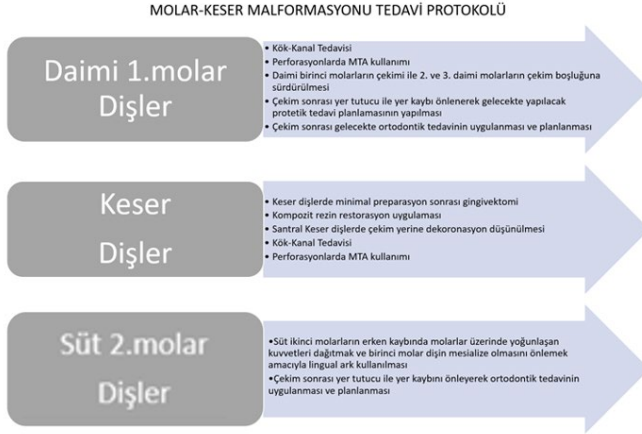 MOLAR-KESER MALFORMASYONU TEDAVİ PROTOKOLÜ
Daimi 1.molar
Dişler
• Kök-Kanal Tedavisi
• Perforasyonlarda MTA kullanımı
• Daimi birinci molarların çekimi ile 2. ve 3. daimi molarların çekim boşluğuna
sürdürülmesi
• Çekim sonrası yer tutucu ile yer kaybı önlenerek gelecekte yapılacak
protetik tedavi planlamasının yapılması
• Çekim sonrası gelecekte ortodontik tedavinin uygulanması ve planlanması
Keser
Dişler
• Keser dişlerde minimal preparasyon sonrası gingivektomi
• Kompozit rezin restorasyon uygulaması
• Santral Keser dişlerde çekim yerine dekoronasyon düşünülmesi
• Kök-Kanal Tedavisi
• Perforasyonlarda MTA kullanımı
Süt 2.molar
Dişler
•Süt ikinci molarların erken kaybında molarlar üzerinde yoğunlaşan
kuvvetleri dağıtmak ve birinci molar dişin mesialize olmasını önlemek
amacıyla lingual ark kullanılması
•Çekim sonrası yer tutucu ile yer kaybını önleyerek ortodontik tedavinin
uygulanması ve planlanması